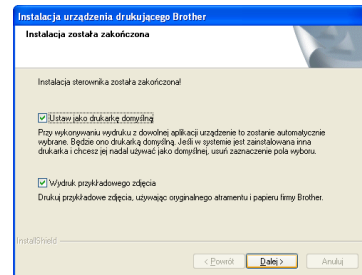 Instalacja urządzenia drukującego Brother
Instalacja została zakończona
Instalacja sterownika została zakończona!
Ustaw jako drukarkę domyślną
Przy wykonywaniu wydruku z dowolnej aplikacji urządzenie to zostanie automatycznie
wybrane. Będzie ono drukarką domyślną. Jeśli w systemie jest zainstalowana inna
drukarka i chcesz jej nadal używać jako domyślnej, usuń zaznaczenie pola wyboru.
Wydruk przykładowego zdjęcia
Drukuj przykładowe zdjęcia, używając oryginalnego atramentu i papieru firmy Brother.
InstallShield
< Powrót
Dalej >
Anuluj